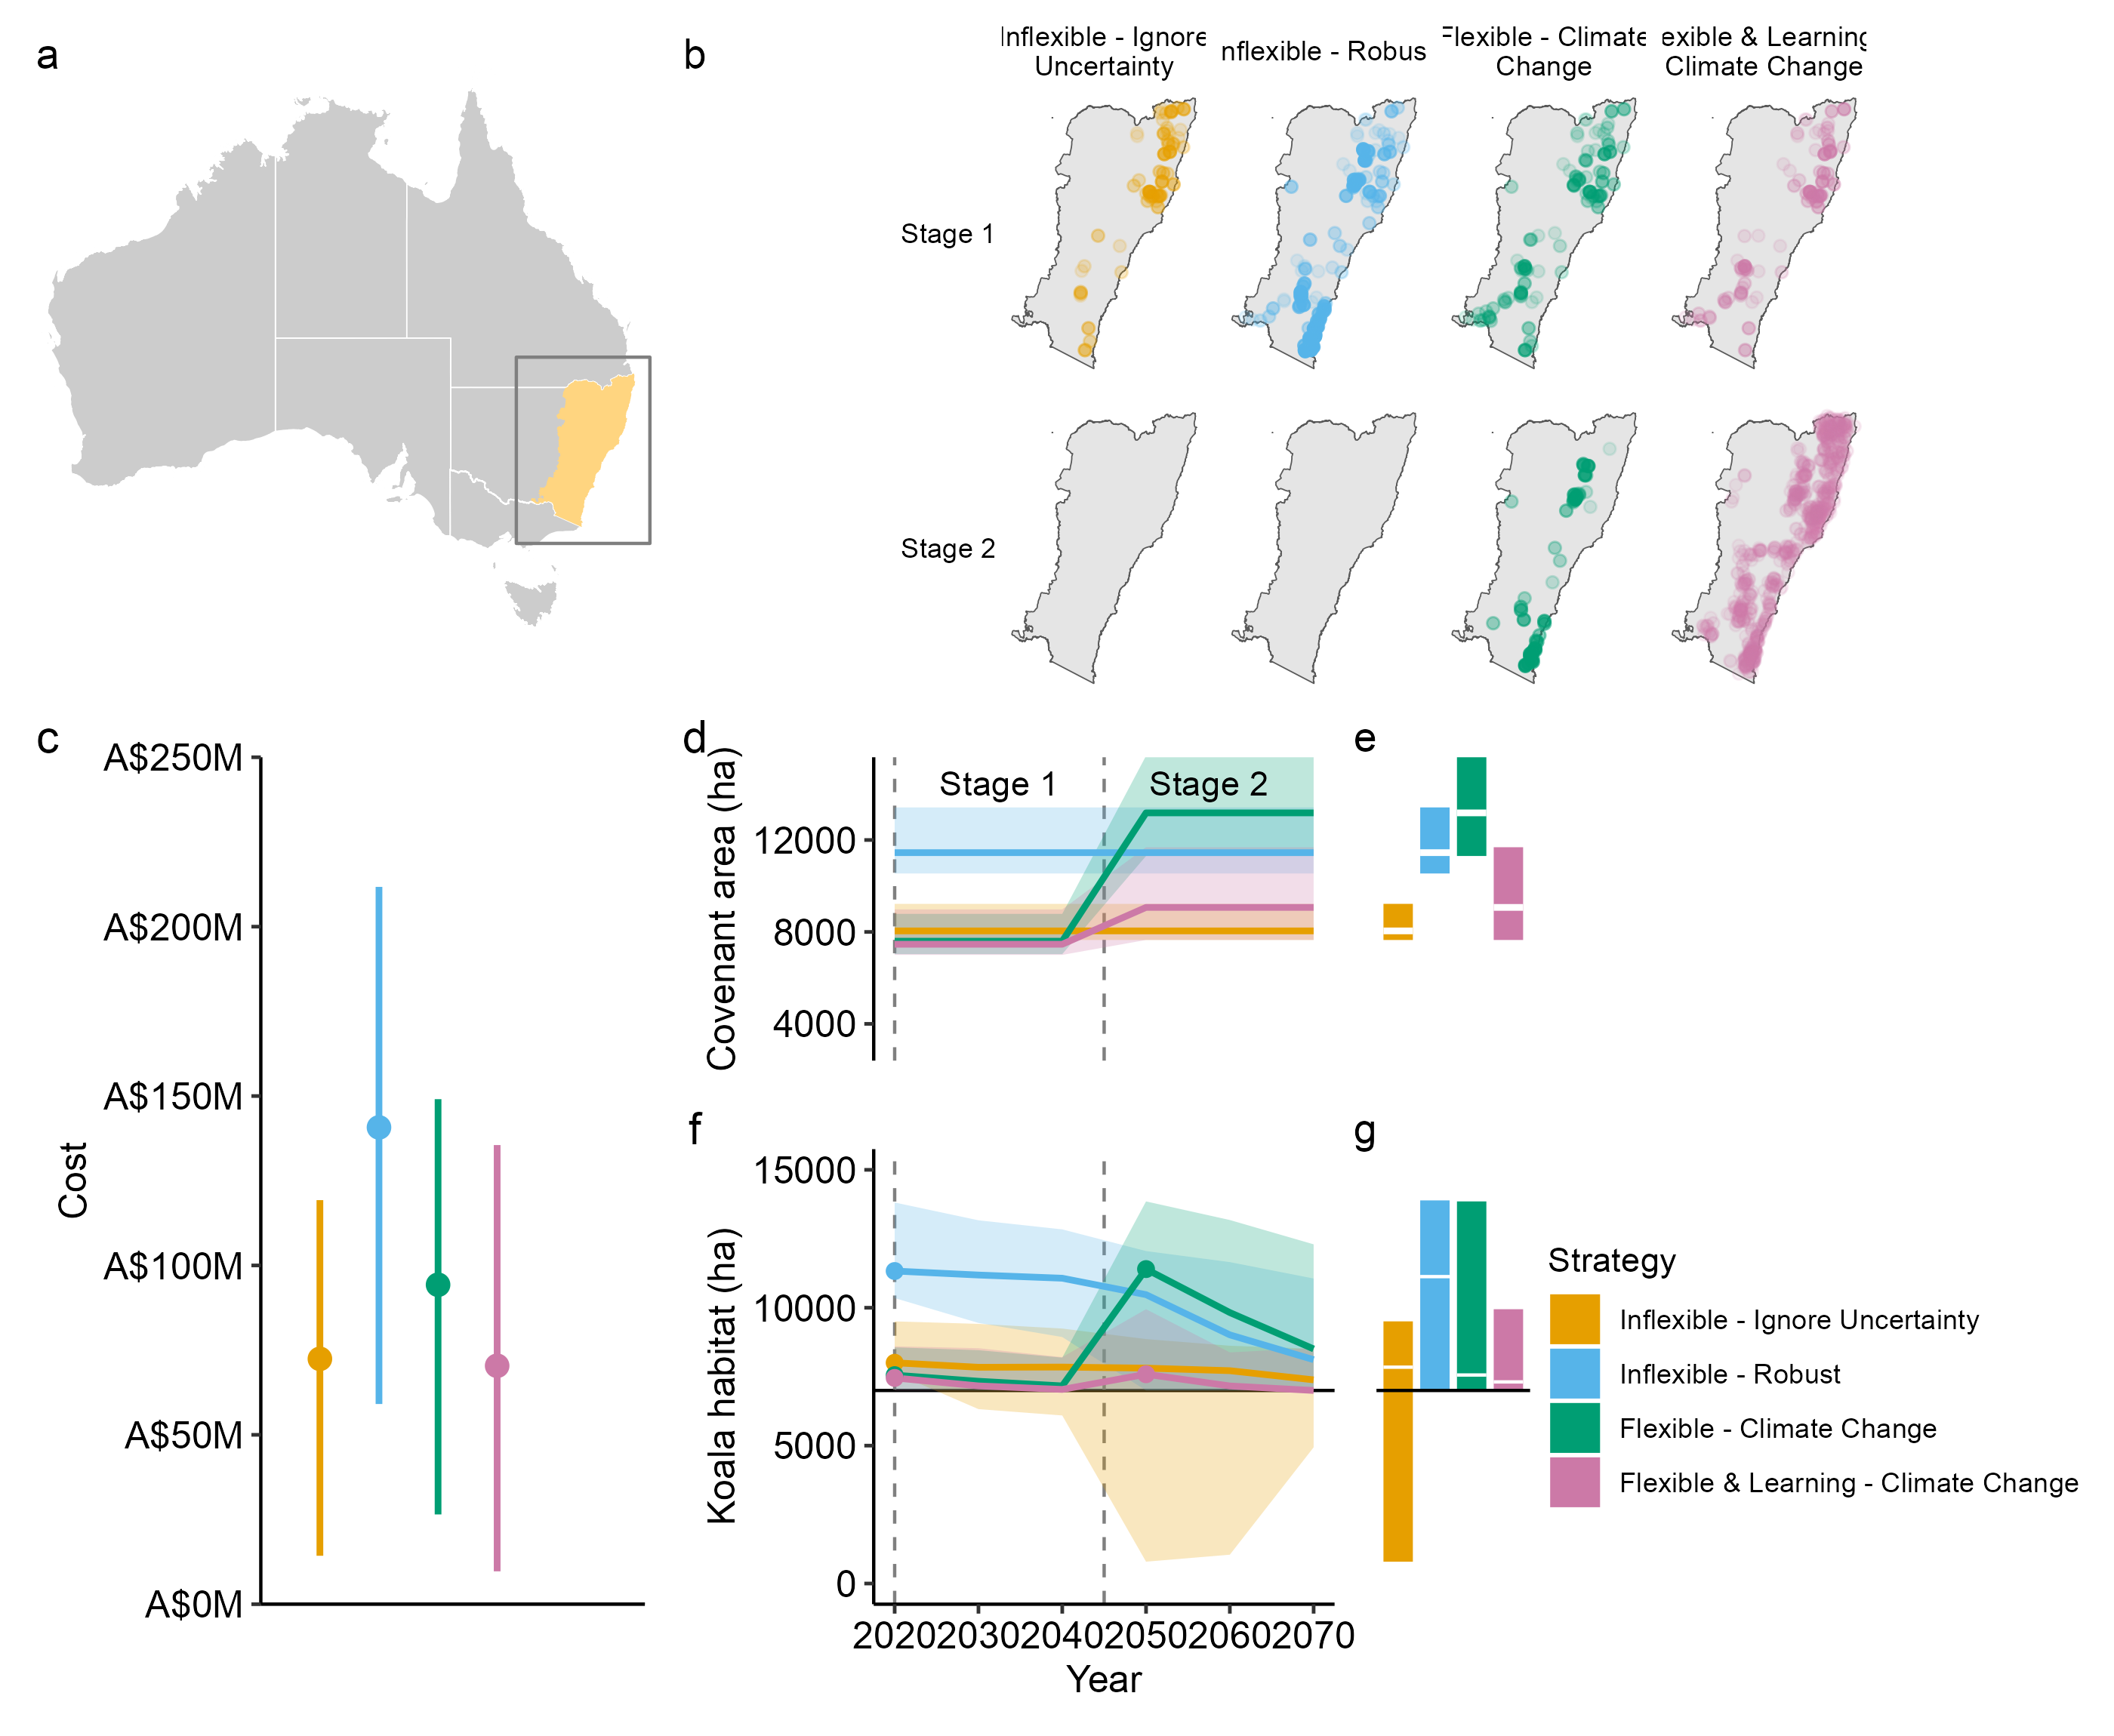 a
b
Inflexible - Ignore
Uncertainty
nflexible - Robus
Flexible - Climate
Change
exible & Learning
Climate Change
Stage 1
Stage 2
c
A$250M
A$200M
A$150M
A$100M
A$50M
A$0M
Cost
d
Covenant area (ha)
12000
8000
4000
Stage 1
Stage 2
e
f
Koala habitat (ha)
15000
10000
5000
0
2020
2030
2040
2050
2060
2070
Year
g
Strategy
Inflexible - Ignore Uncertainty
Inflexible - Robust
Flexible - Climate Change
Flexible & Learning - Climate Change